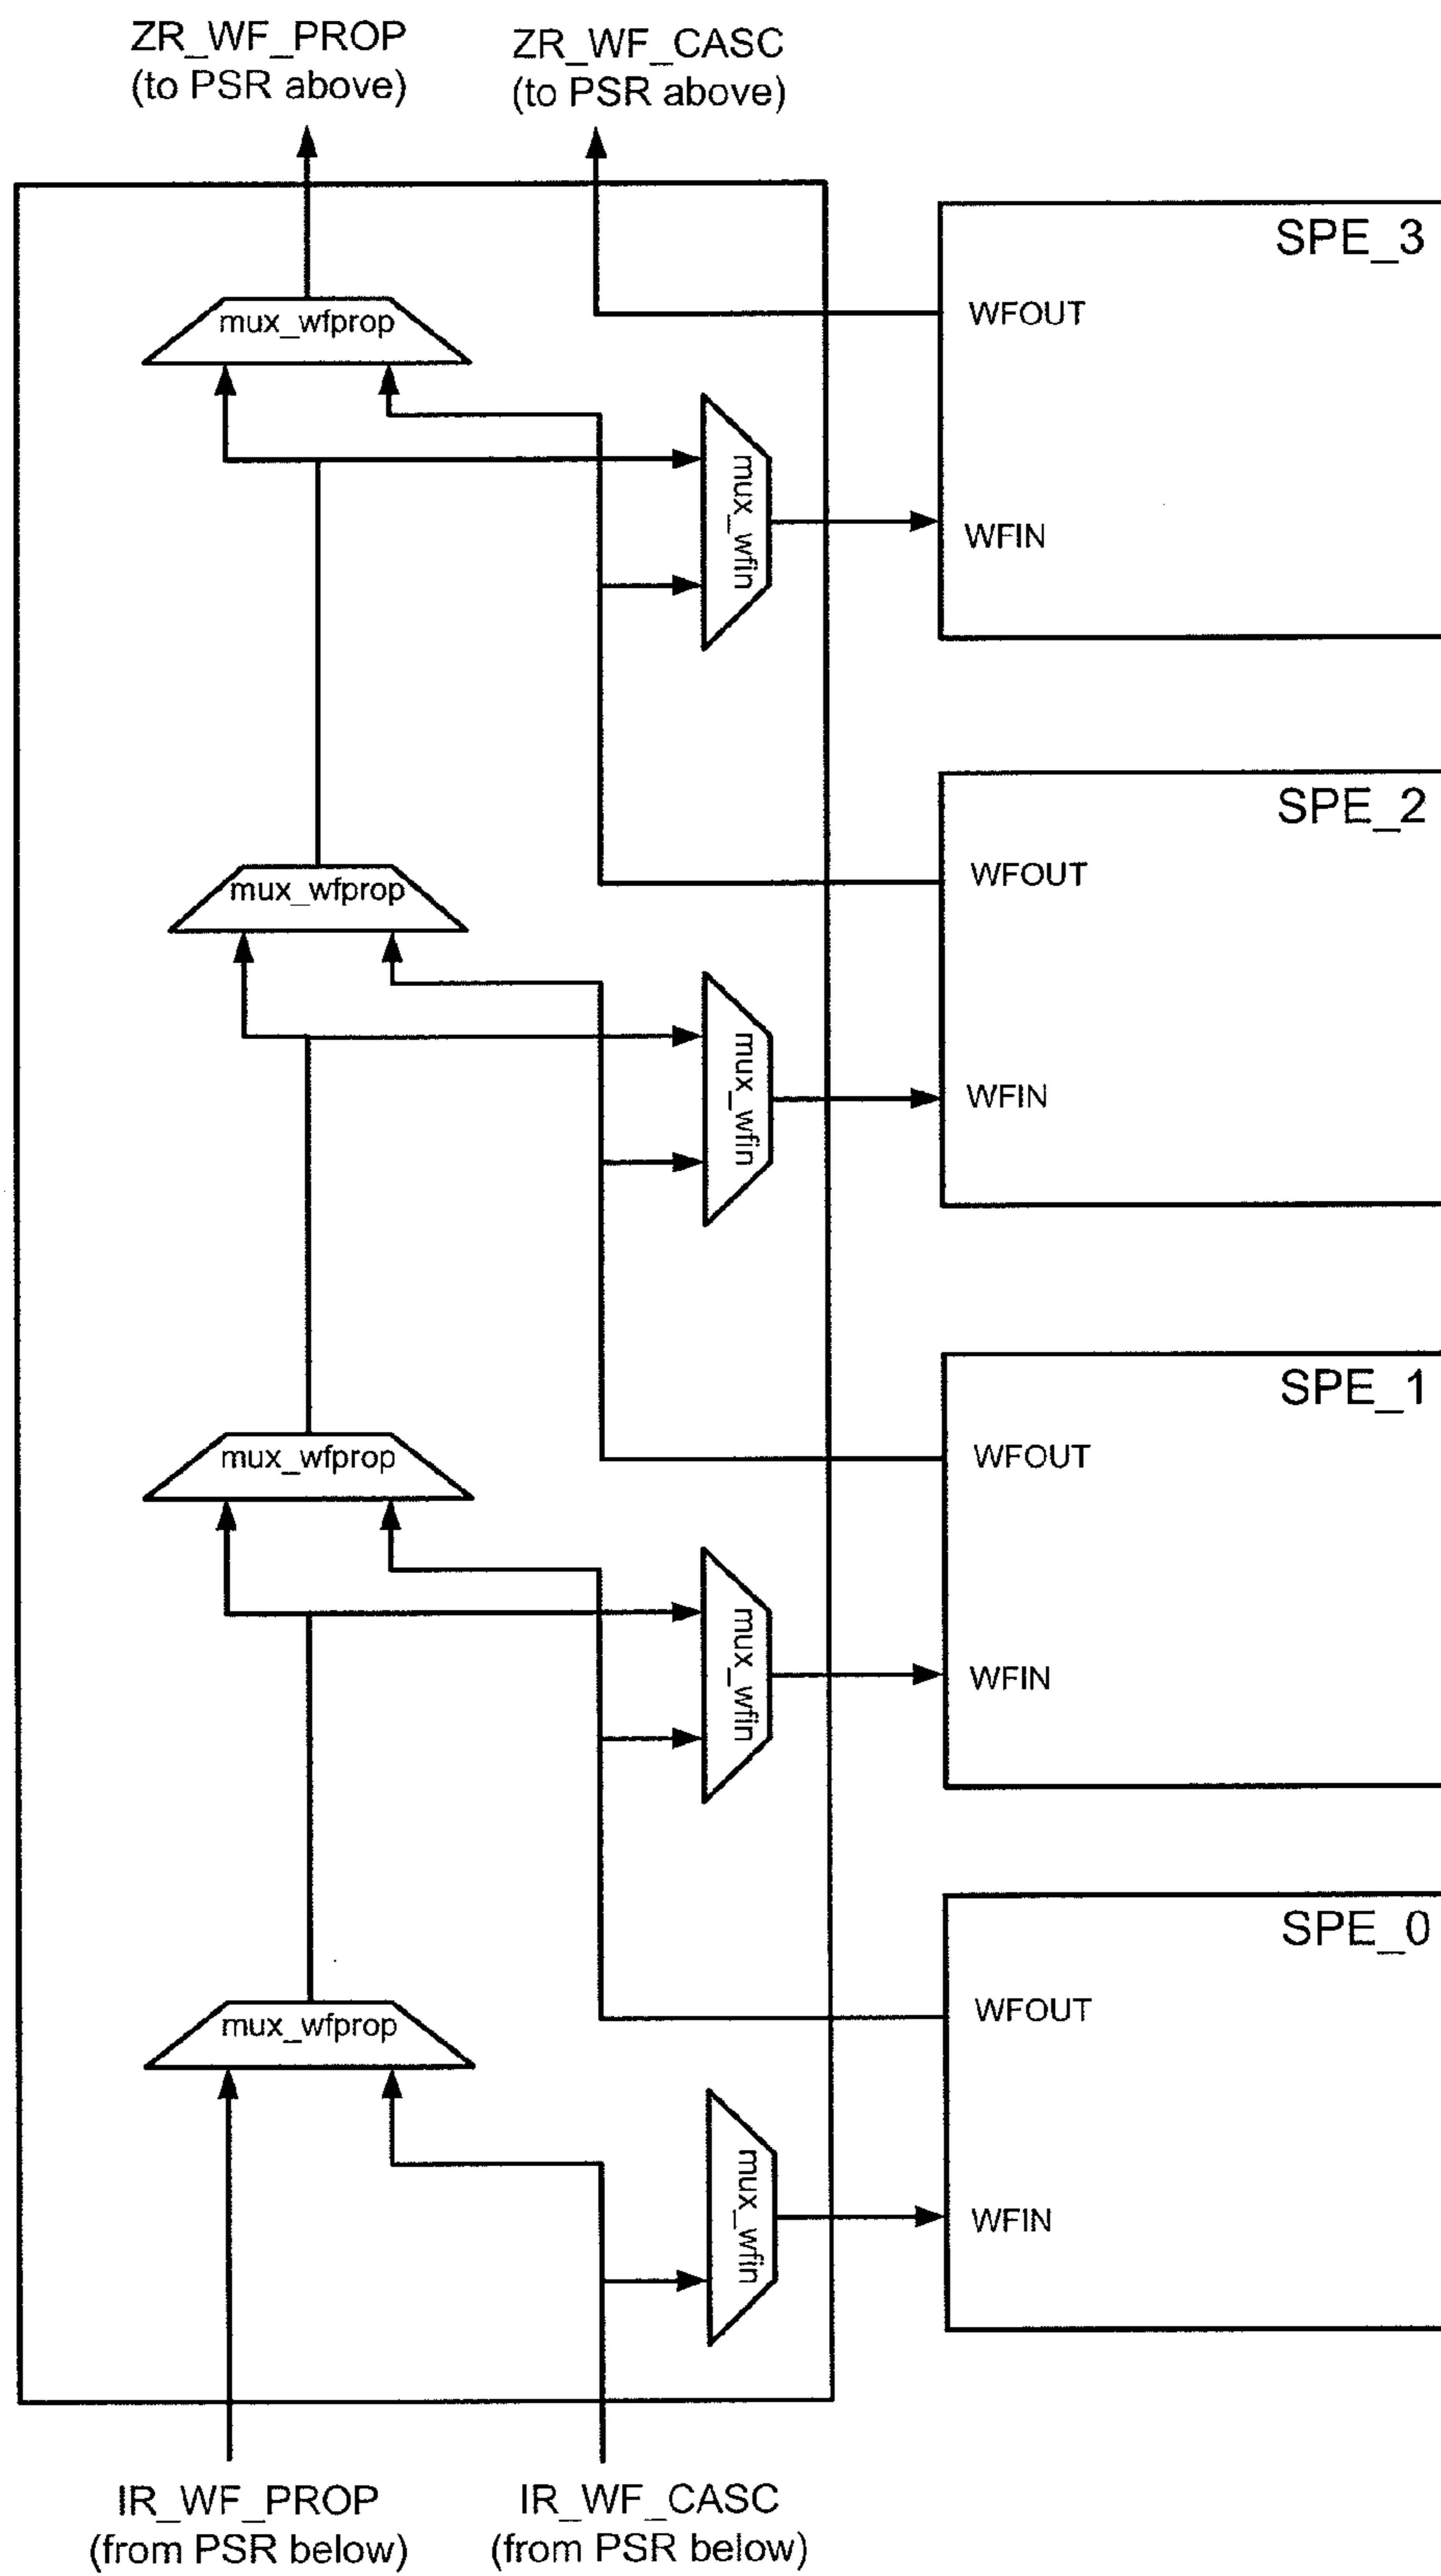 ZR_WF_PROP
(to PSR above)
ZR_WF_CASC
(to PSR above)
SPE_3
mux_wfprop
WFOUT
mux_wfin
WFIN
SPE_2
mux_wfprop
WFOUT
mux_wfin
WFIN
SPE_1
mux_wfprop
WFOUT
mux_wfin
WFIN
SPE_0
mux_wfprop
WFOUT
mux_wfin
WFIN
IR_WF_PROP
(from PSR below)
IR_WF_CASC
(from PSR below)